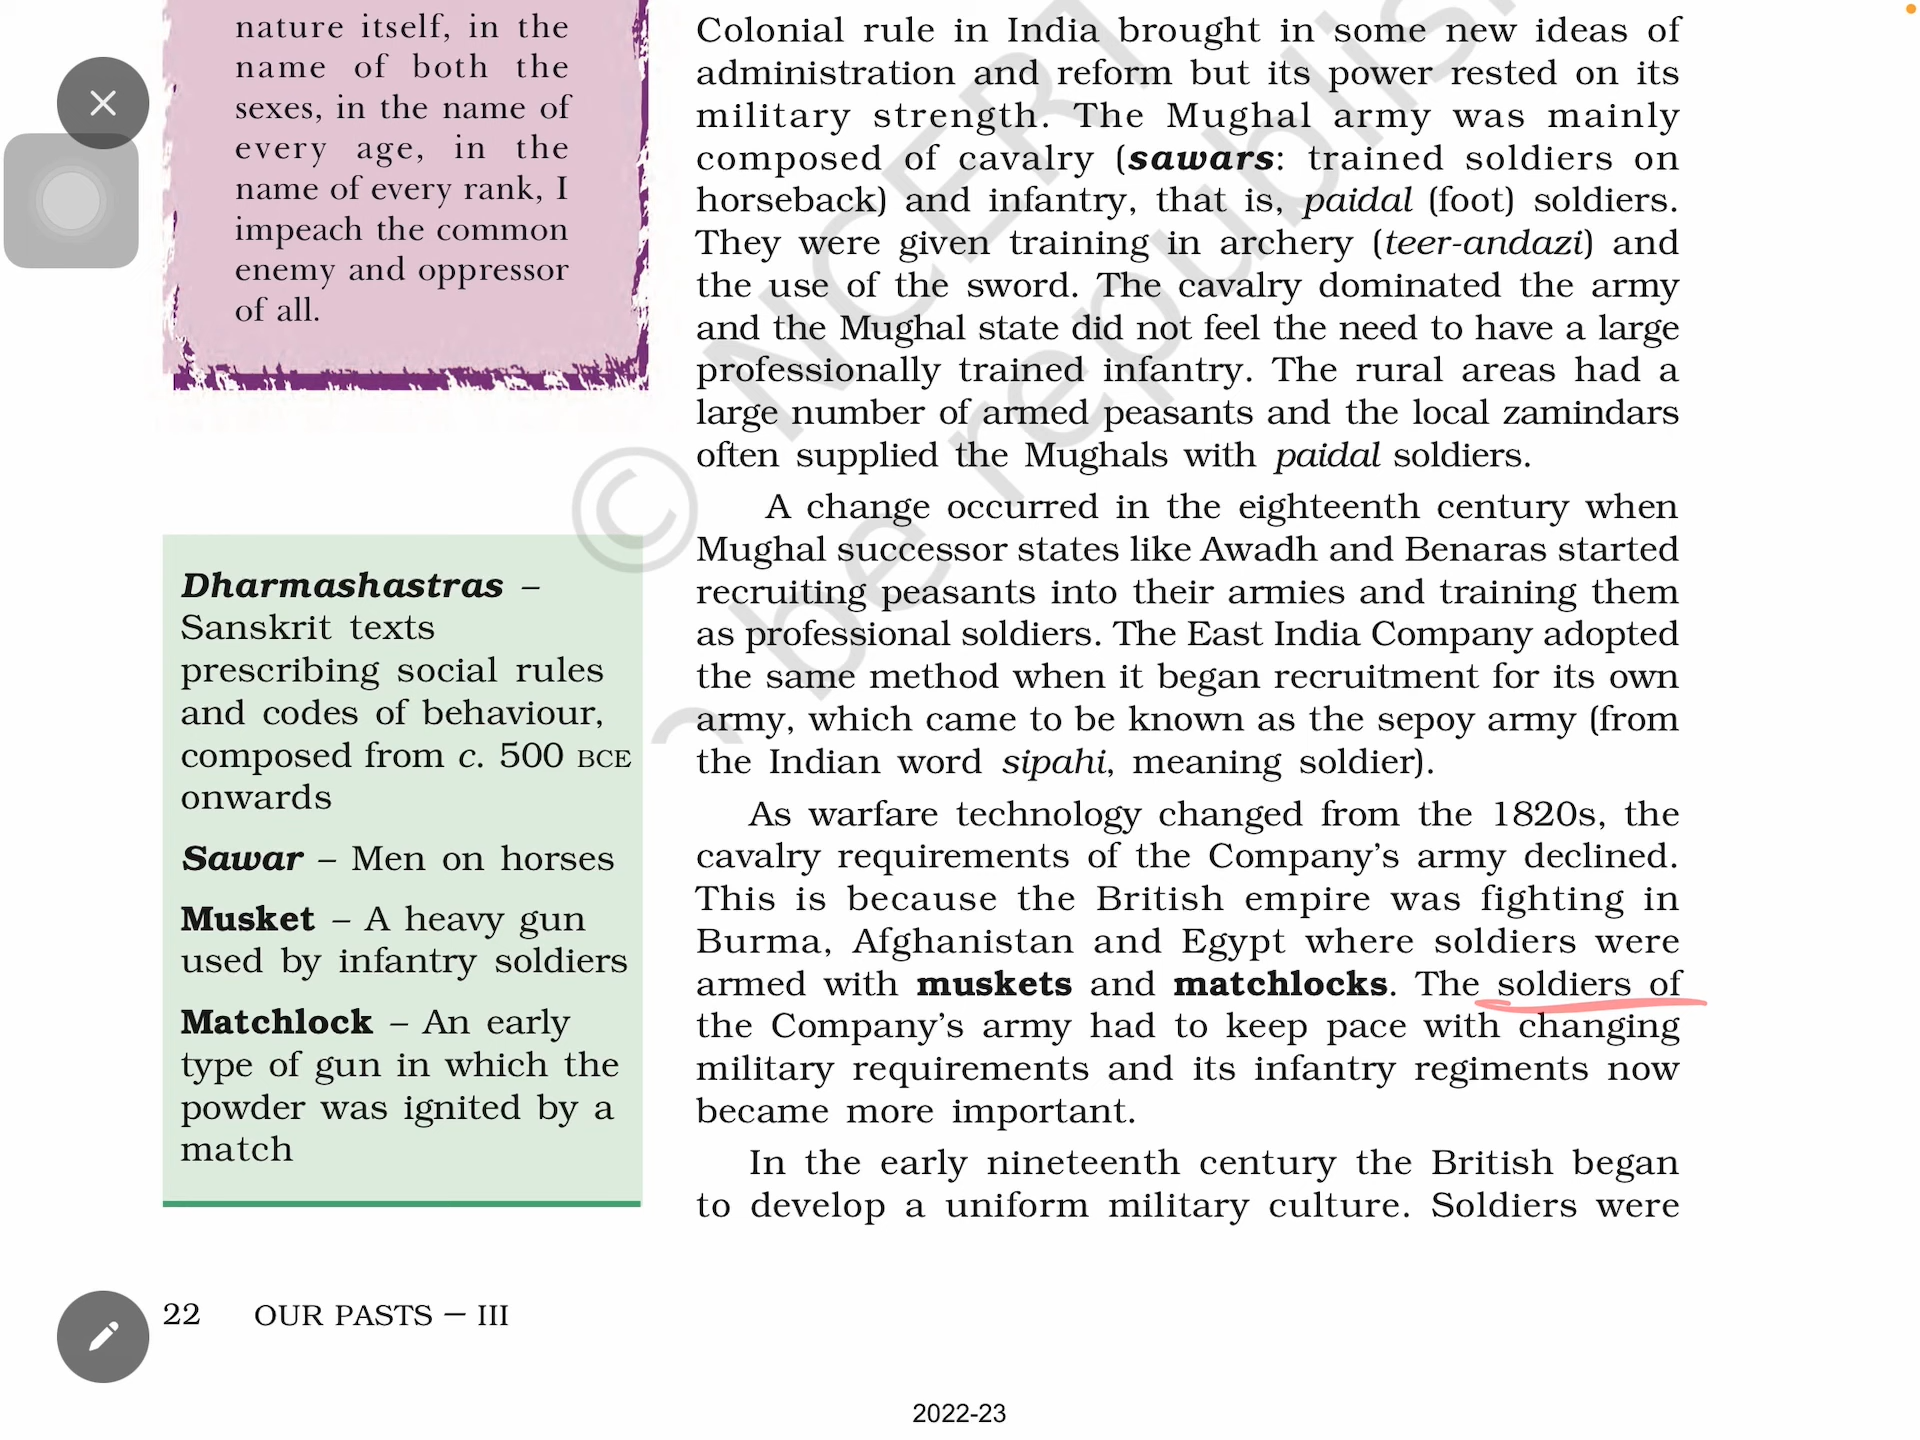 nature itself, in the
name of both the
sexes, in the name of
every age, in the
name of every rank, I
impeach the common
enemy and oppressor
of all.
Dharmashastras –
Sanskrit texts
prescribing social rules
and codes of behaviour,
composed from c. 500 BCE
onwards
Sawar – Men on horses
Musket – A heavy gun
used by infantry soldiers
Matchlock – An early
type of gun in which the
powder was ignited by a
match
Colonial rule in India brought in some new ideas of
administration and reform but its power rested on its
military strength. The Mughal army was mainly
composed of cavalry (sawars: trained soldiers on
horseback) and infantry, that is, paidal (foot) soldiers.
They were given training in archery (teer-andazi) and
the use of the sword. The cavalry dominated the army
and the Mughal state did not feel the need to have a large
professionally trained infantry. The rural areas had a
large number of armed peasants and the local zamindars
often supplied the Mughals with paidal soldiers.
A change occurred in the eighteenth century when
Mughal successor states like Awadh and Benaras started
recruiting peasants into their armies and training them
as professional soldiers. The East India Company adopted
the same method when it began recruitment for its own
army, which came to be known as the sepoy army (from
the Indian word sipahi, meaning soldier).
As warfare technology changed from the 1820s, the
cavalry requirements of the Company's army declined.
This is because the British empire was fighting in
Burma, Afghanistan and Egypt where soldiers were
armed with muskets and matchlocks. The soldiers of
the Company's army had to keep pace with changing
military requirements and its infantry regiments now
became more important.
In the early nineteenth century the British began
to develop a uniform military culture. Soldiers were
22 OUR PASTS – III
2022-23
© NCERT
be republis